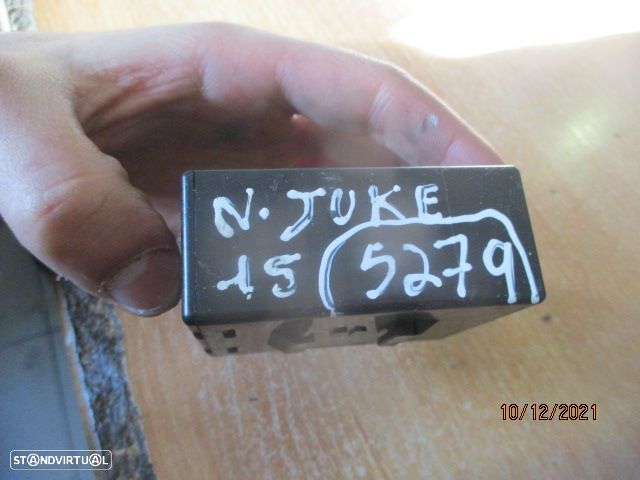 N. JUKE
15 5279
10/12/2021
STANDVIRTUAL